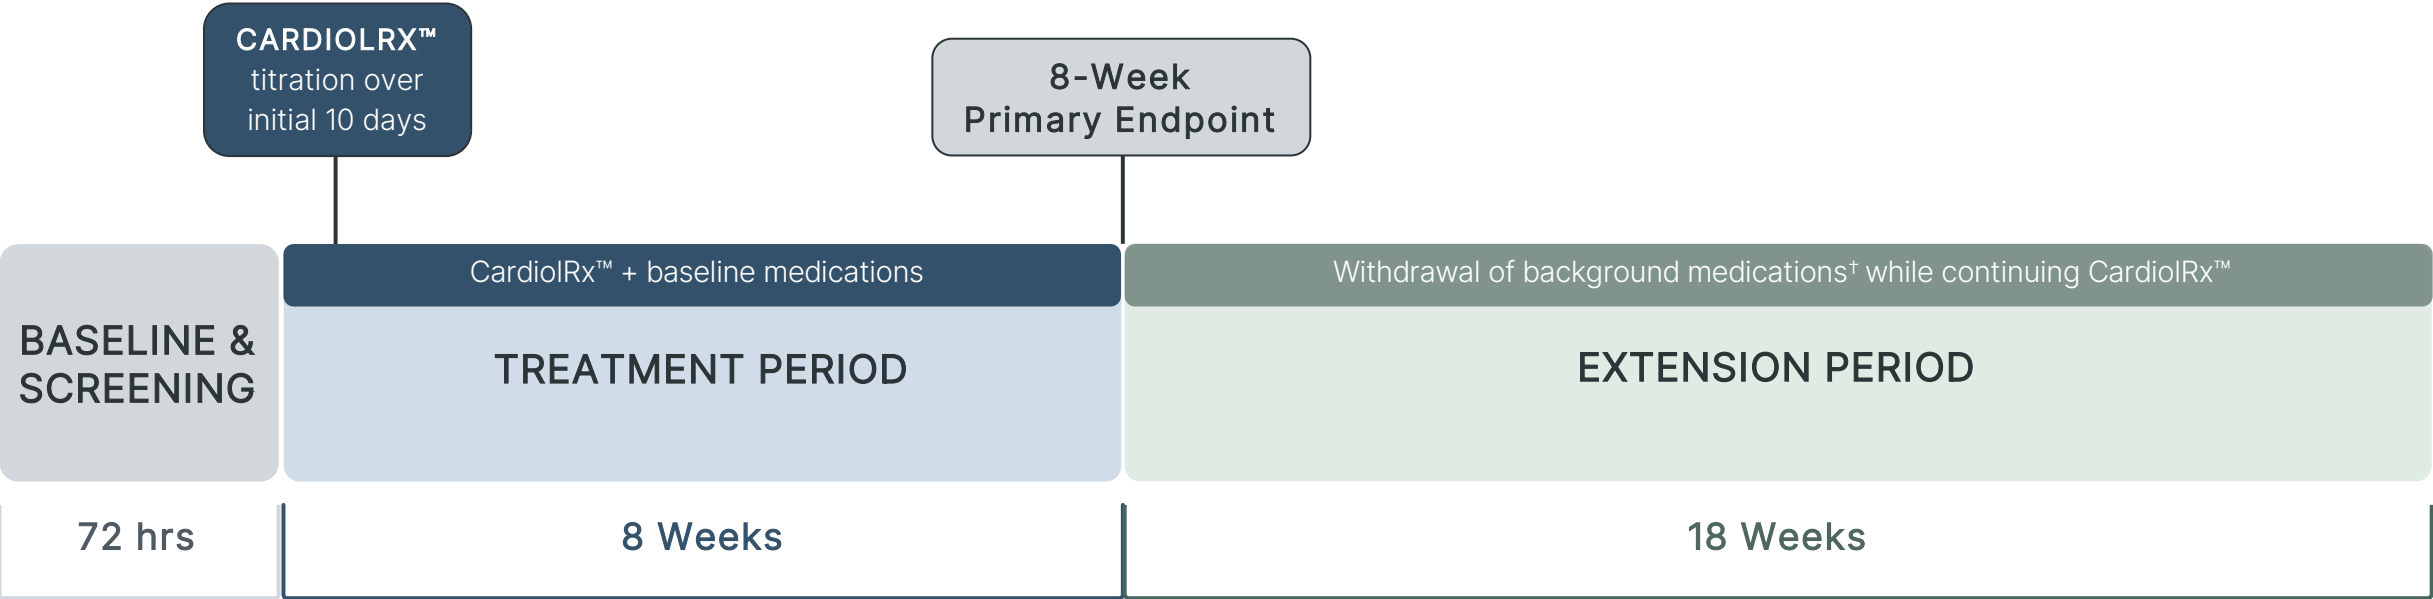 CARDIOLRX™
titration over
initial 10 days
8-Week
Primary Endpoint
CardiolRx™ + baseline medications
Withdrawal of background medications† while continuing CardiolRx™
BASELINE &
SCREENING
TREATMENT PERIOD
EXTENSION PERIOD
72 hrs
8 Weeks
18 Weeks